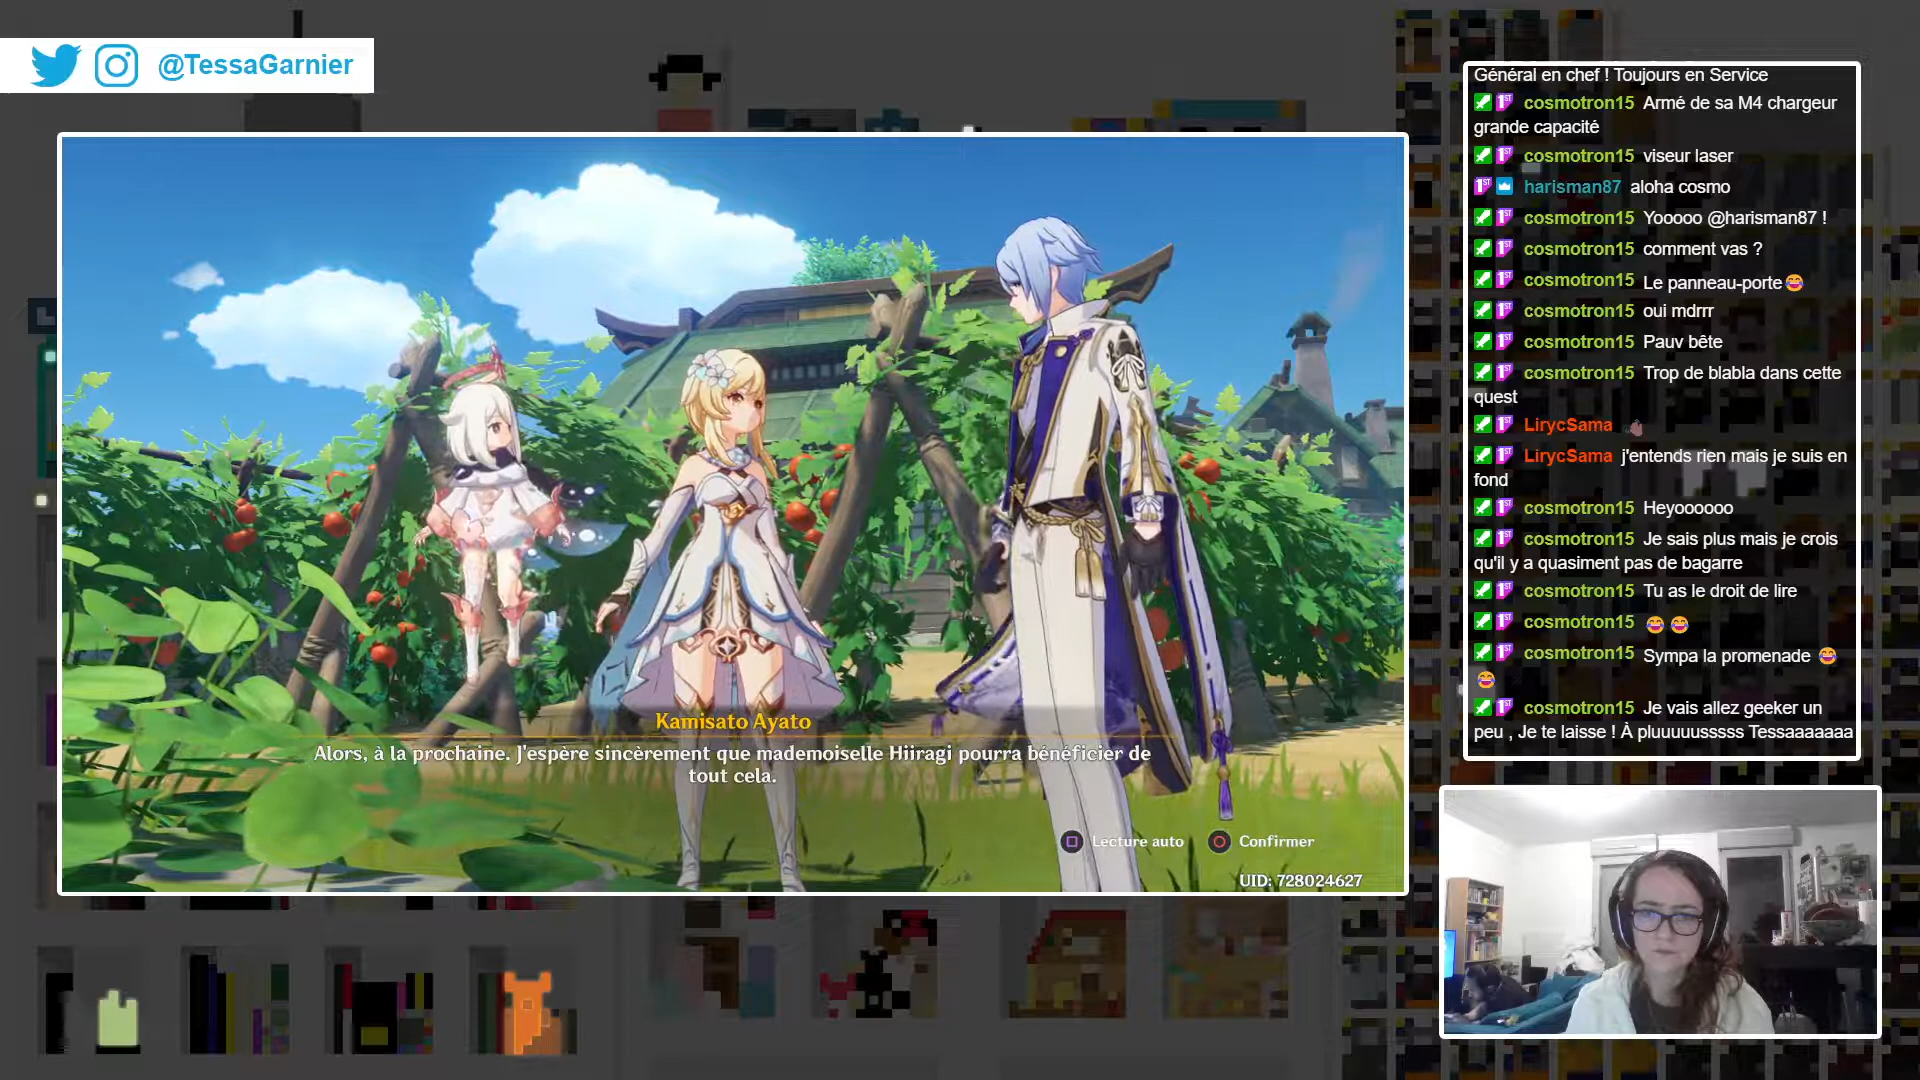 @TessaGarnier
Général en chef ! Toujours en Service
cosmotron15 Armé de sa M4 chargeur
grande capacité
cosmotron15 viseur laser
harisman87 aloha cosmo
cosmotron15 Yooooo @harisman87 !
cosmotron15 comment vas ?
cosmotron15 Le panneau-porte😂
cosmotron15 oui mdrrr
cosmotron15 Pauv bête
cosmotron15 Trop de blabla dans cette
quest
LirycSama
LirycSama j'entends rien mais je suis en
fond
cosmotron15 Heyoooooo
cosmotron15 Je sais plus mais je crois
qu'il y a quasiment pas de bagarre
cosmotron15 Tu as le droit de lire
cosmotron15 😂 😂
cosmotron15 Sympa la promenade 😂
😂
cosmotron15 Je vais allez geeker un
peu , Je te laisse ! À pluuuuusssss Tessaaaaaaa
Kamisato Ayato
Alors, à la prochaine. J'espère sincèrement que mademoiselle Hiiragi pourra bénéficier de
tout cela.
Lecture auto Confirmer
UID: 728024627